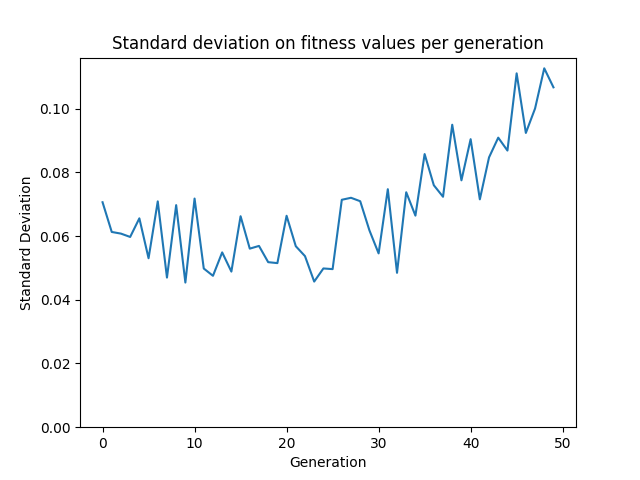 Standard deviation on fitness values per generation
Standard Deviation
0.10
0.08
0.06
0.04
0.02
0.00
0 10 20 30 40 50
Generation